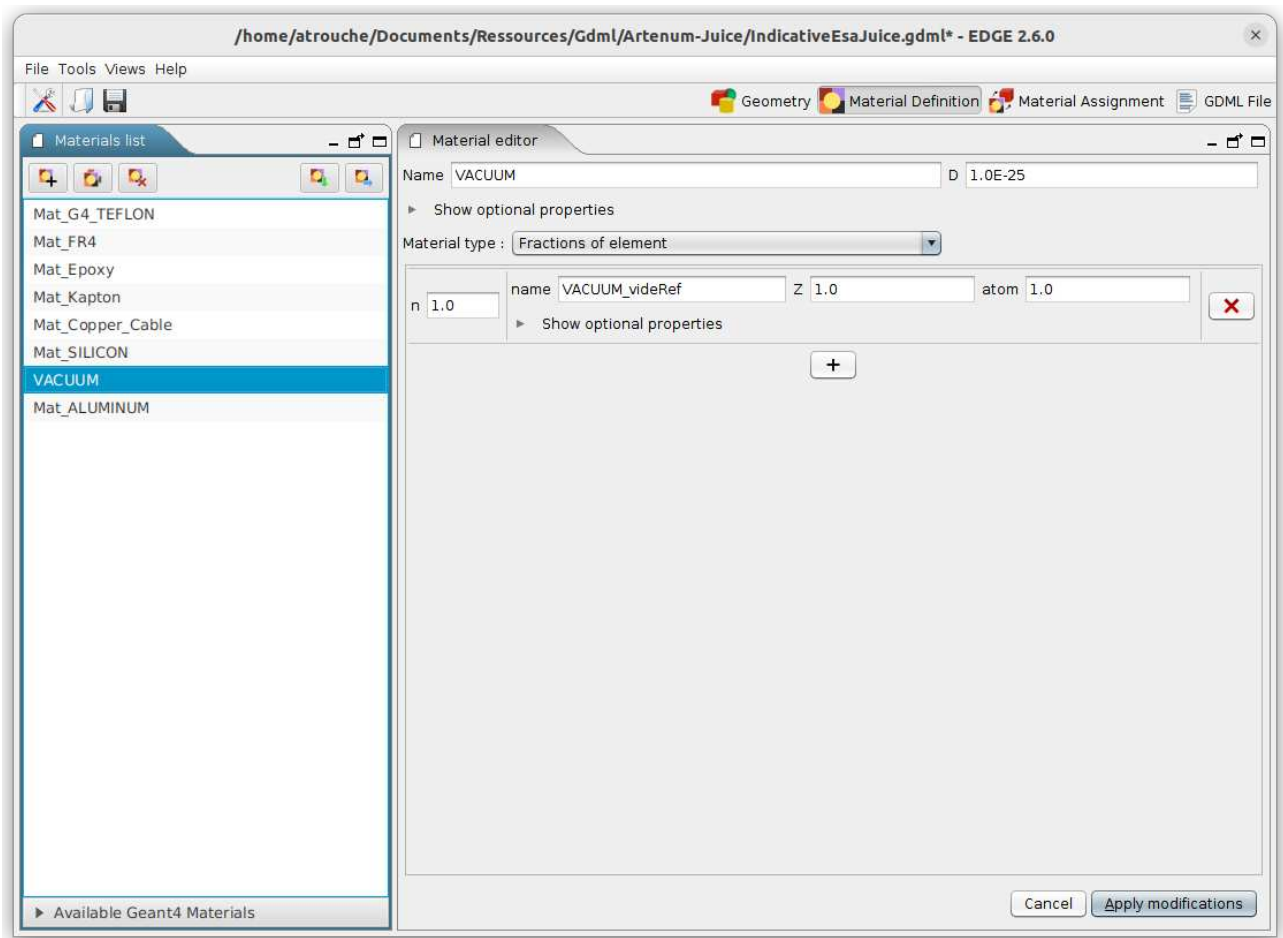 /home/atrouche/Documents/Ressources/Gdml/Artenum-Juice/IndicativeEsaJuice.gdml* - EDGE 2.6.0
File Tools Views Help
Geometry Material Definition Material Assignment GDML File
Materials list
Mat_G4_TEFLON
Mat_FR4
Mat_Epoxy
Mat_Kapton
Mat_Copper_Cable
Mat_SILICON
VACUUM
Mat_ALUMINUM
Available Geant4 Materials
Material editor
Name VACUUM D 1.0E-25
Show optional properties
Material type : Fractions of element
n 1.0 name VACUUM_videRef Z 1.0 atom 1.0
Show optional properties
+
Cancel Apply modifications